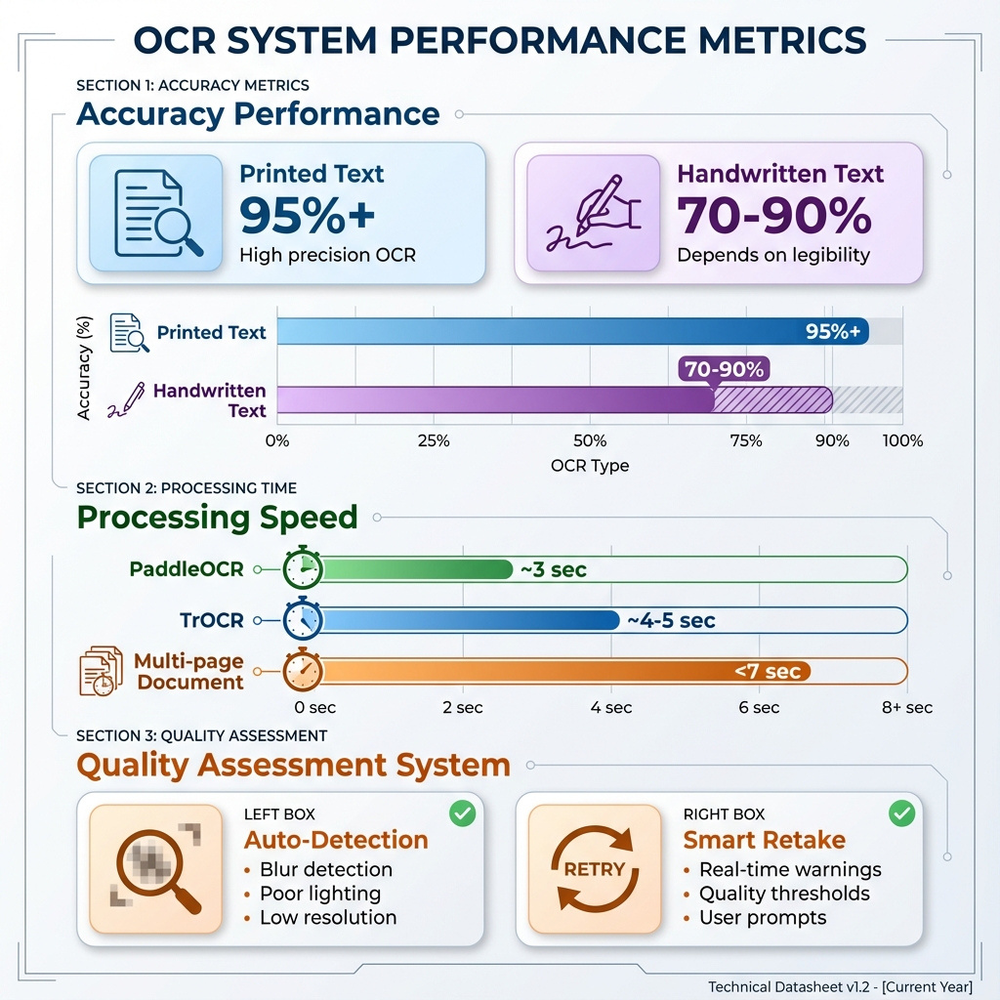 OCR SYSTEM PERFORMANCE METRICS
SECTION 1: ACCURACY METRICS
Accuracy Performance
Printed Text
95%+
High precision OCR
Handwritten Text
70-90%
Depends on legibility
Accuracy (%)
Printed Text
95%+
70-90%
Handwritten
Text
0% 25% 50% 75% 90% 100%
OCR Type
SECTION 2: PROCESSING TIME
Processing Speed
PaddleOCR ~3 sec
TrOCR ~4-5 sec
Multi-page
Document
<7 sec
0 sec 2 sec 4 sec 6 sec 8+ sec
SECTION 3: QUALITY ASSESSMENT
Quality Assessment System
LEFT BOX
Auto-Detection
• Blur detection
• Poor lighting
• Low resolution
RETRY
RIGHT BOX
Smart Retake
• Real-time warnings
• Quality thresholds
• User prompts
Technical Datasheet v1.2 - [Current Year]